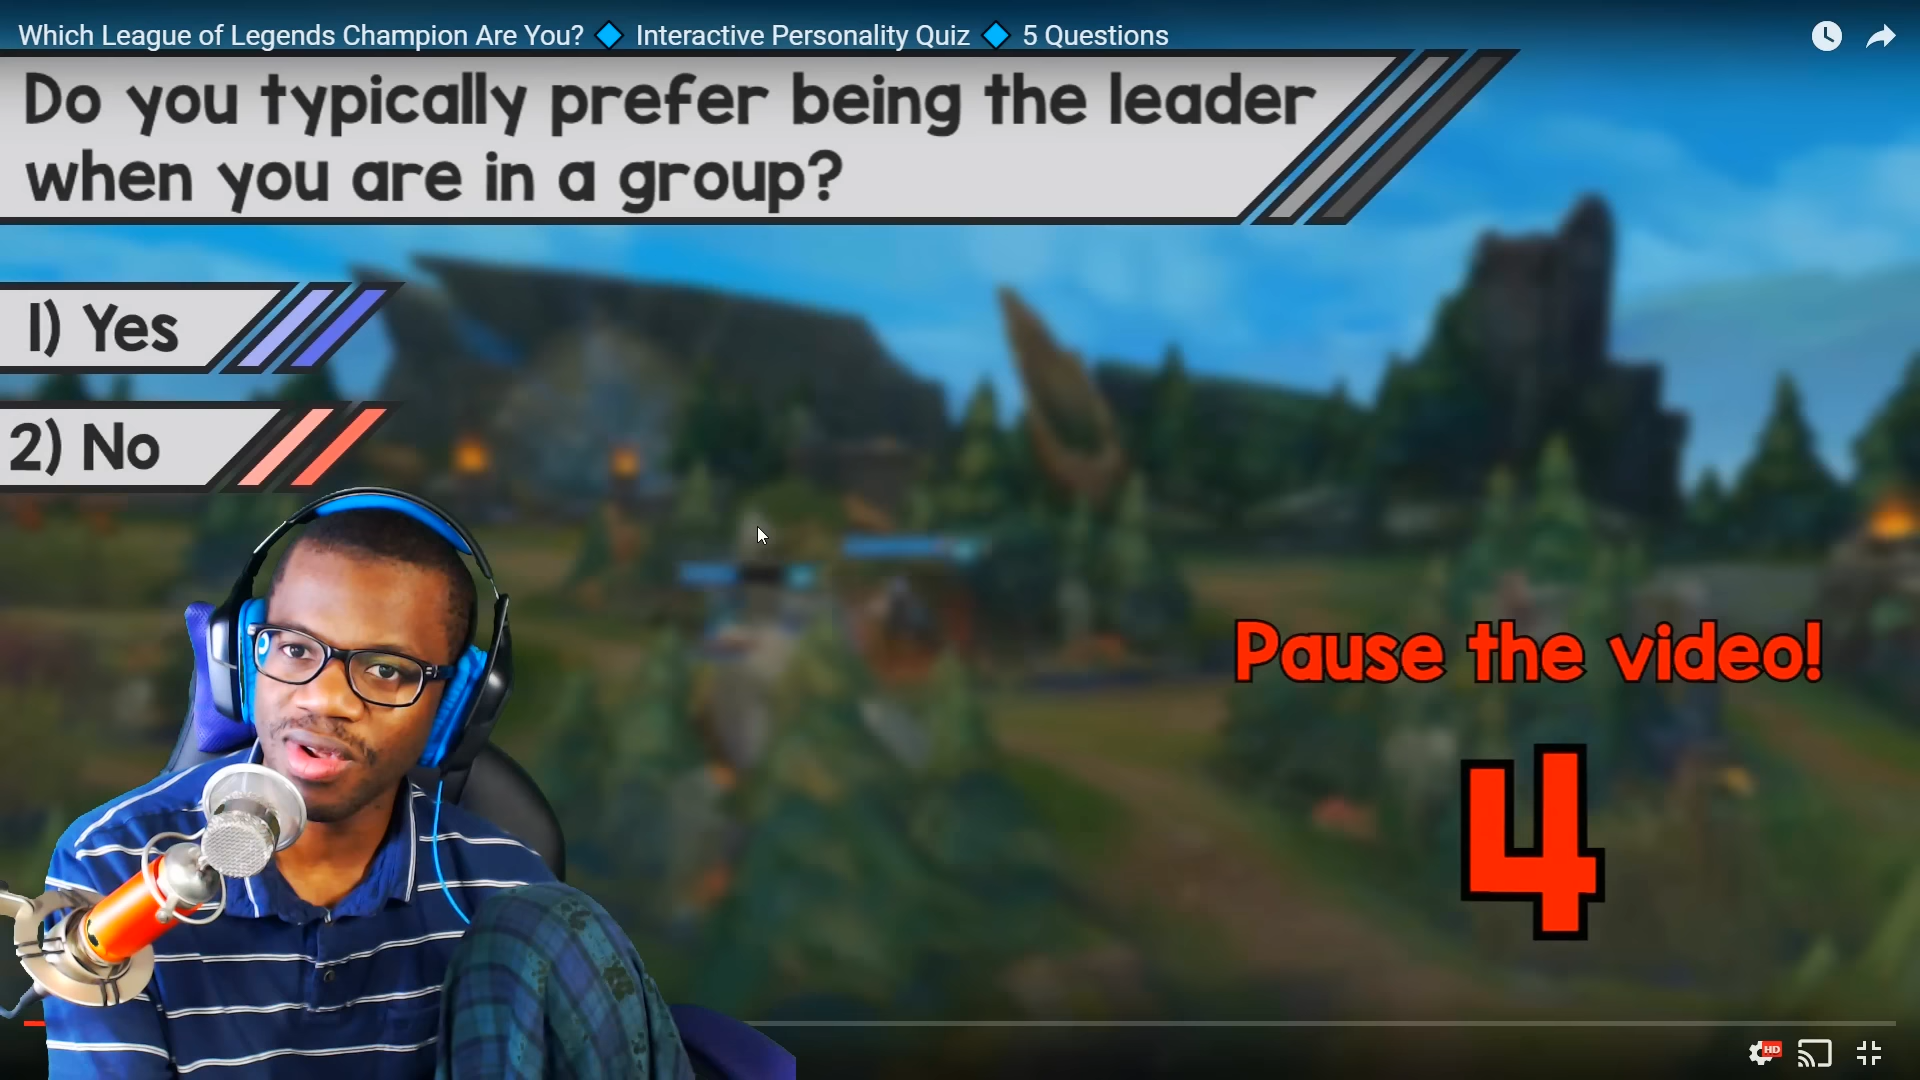 Which League of Legends Champion Are You? 🔷 Interactive Personality Quiz 🔷 5 Questions
Do you typically prefer being the leader
when you are in a group?
1) Yes
2) No
Pause the video!
4
HD